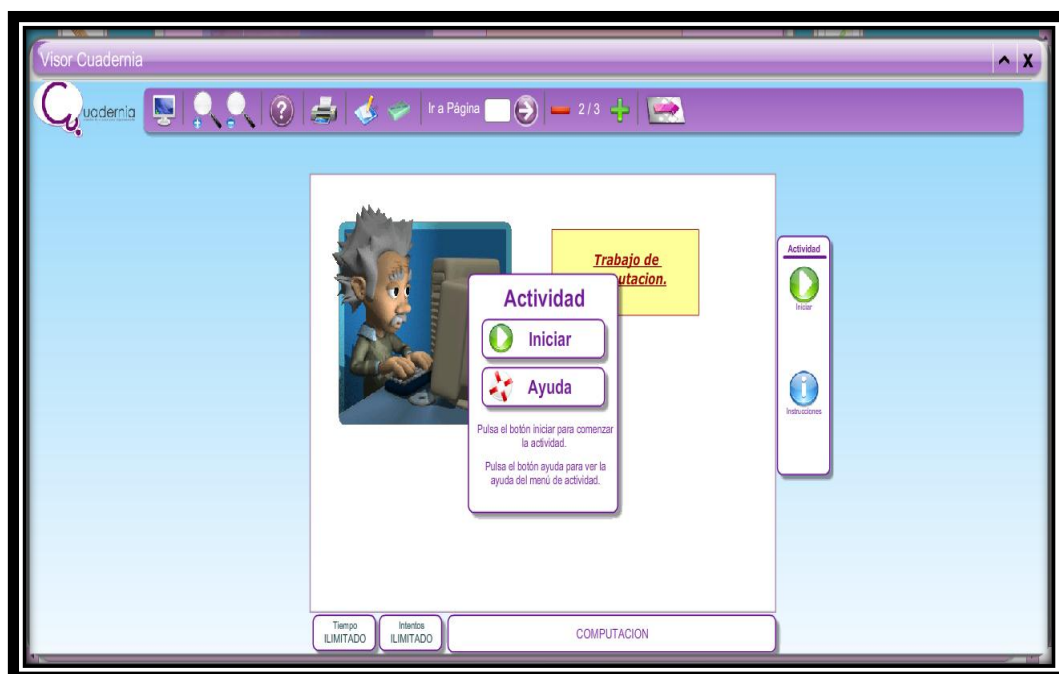 Visor Cuadernia
uadernia
Ir a Página
2 / 3
Trabajo de
utacion.
Actividad
Iniciar
Ayuda
Pulsa el botón iniciar para comenzar
la actividad.
Pulsa el botón ayuda para ver la
ayuda del menú de actividad.
Actividad
Iniciar
Instrucciones
Tiempo
ILIMITADO
Intentos
ILIMITADO
COMPUTACION